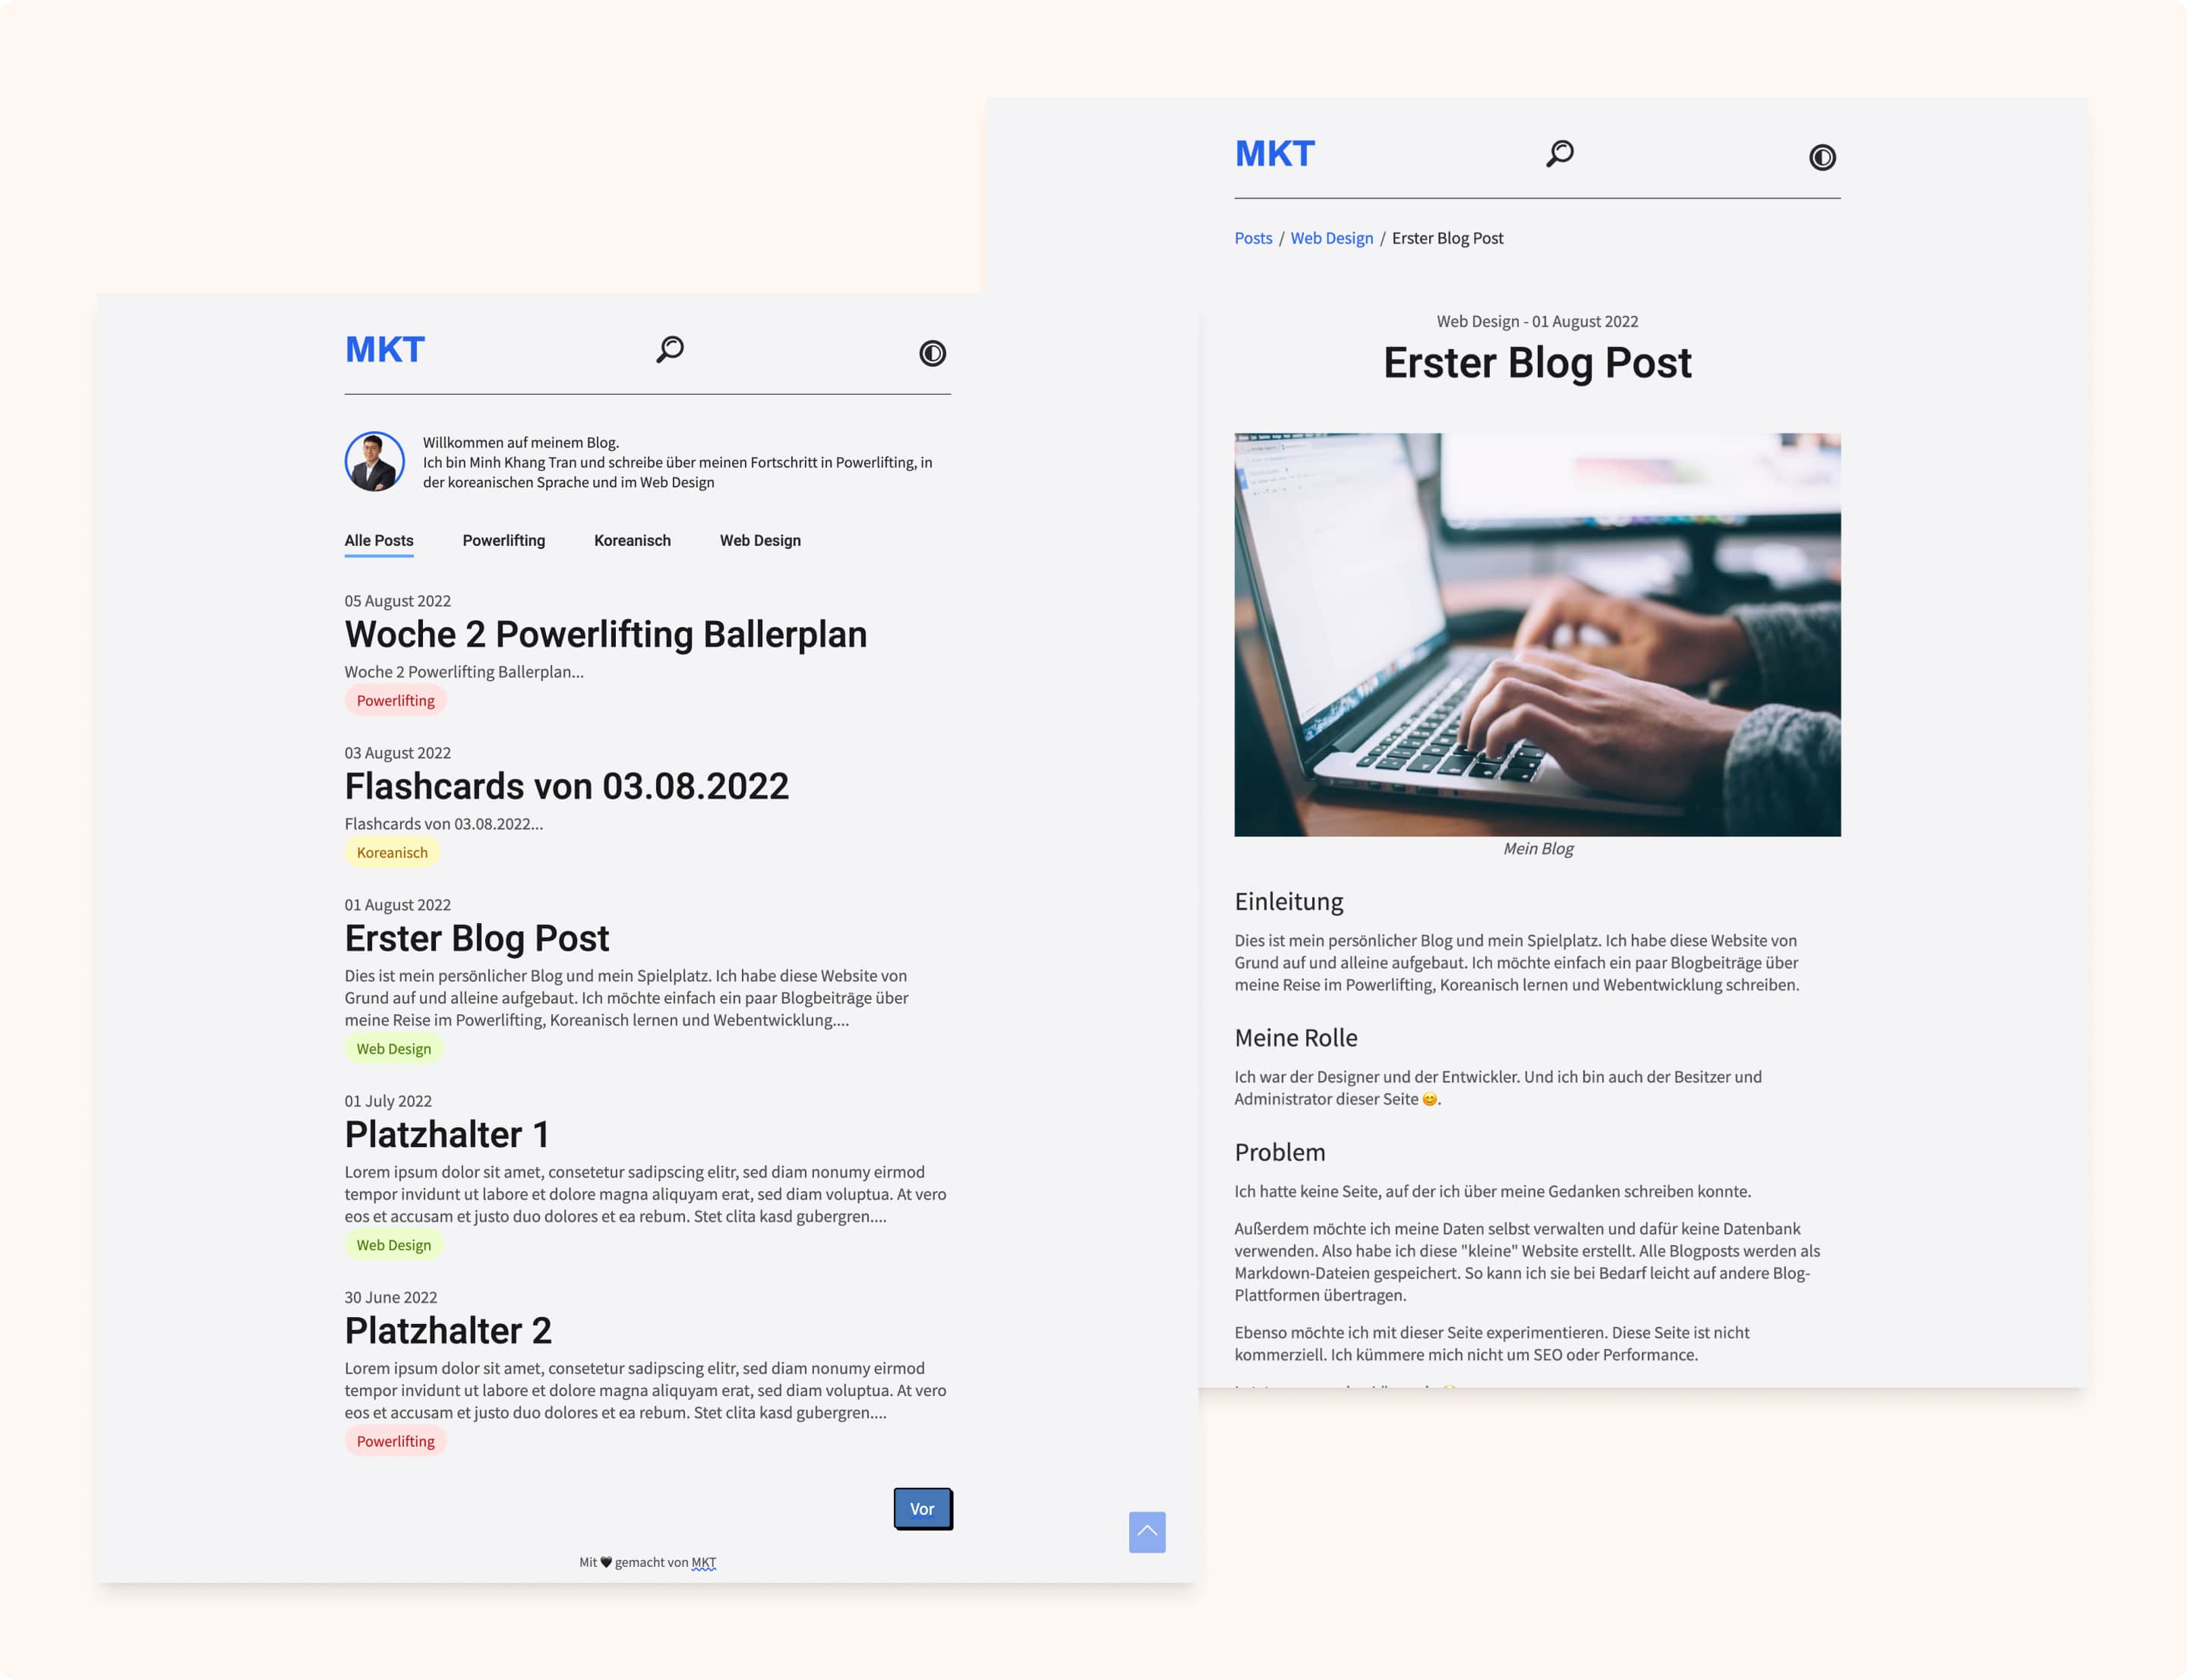 MKT
Willkommen auf meinem Blog.
Ich bin Minh Khang Tran und schreibe über meinen Fortschritt in Powerlifting, in
der koreanischen Sprache und im Web Design
Alle Posts Powerlifting Koreanisch Web Design
05 August 2022
Woche 2 Powerlifting Ballerplan
Woche 2 Powerlifting Ballerplan...
Powerlifting
03 August 2022
Flashcards von 03.08.2022
Flashcards von 03.08.2022...
Koreanisch
01 August 2022
Erster Blog Post
Dies ist mein persönlicher Blog und mein Spielplatz. Ich habe diese Website von
Grund auf und alleine aufgebaut. Ich möchte einfach ein paar Blogbeiträge über
meine Reise im Powerlifting, Koreanisch lernen und Webentwicklung....
Web Design
01 July 2022
Platzhalter 1
Lorem ipsum dolor sit amet, consetetur sadipscing elitr, sed diam nonumy eirmod
tempor invidunt ut labore et dolore magna aliquyam erat, sed diam voluptua. At vero
eos et accusam et justo duo dolores et ea rebum. Stet clita kasd gubergren....
Web Design
30 June 2022
Platzhalter 2
Lorem ipsum dolor sit amet, consetetur sadipscing elitr, sed diam nonumy eirmod
tempor invidunt ut labore et dolore magna aliquyam erat, sed diam voluptua. At vero
eos et accusam et justo duo dolores et ea rebum. Stet clita kasd gubergren....
Powerlifting
Vor
Mit 🖤 gemacht von MKT
MKT
Posts / Web Design / Erster Blog Post
Web Design - 01 August 2022
Erster Blog Post
Mein Blog
Einleitung
Dies ist mein persönlicher Blog und mein Spielplatz. Ich habe diese Website von
Grund auf und alleine aufgebaut. Ich möchte einfach ein paar Blogbeiträge über
meine Reise im Powerlifting, Koreanisch lernen und Webentwicklung schreiben.
Meine Rolle
Ich war der Designer und der Entwickler. Und ich bin auch der Besitzer und
Administrator dieser Seite 😊.
Problem
Ich hatte keine Seite, auf der ich über meine Gedanken schreiben konnte.
Außerdem möchte ich meine Daten selbst verwalten und dafür keine Datenbank
verwenden. Also habe ich diese "kleine" Website erstellt. Alle Blogposts werden als
Markdown-Dateien gespeichert. So kann ich sie bei Bedarf leicht auf andere Blog-
Plattformen übertragen.
Ebenso möchte ich mit dieser Seite experimentieren. Diese Seite ist nicht
kommerziell. Ich kümmere mich nicht um SEO oder Performance.